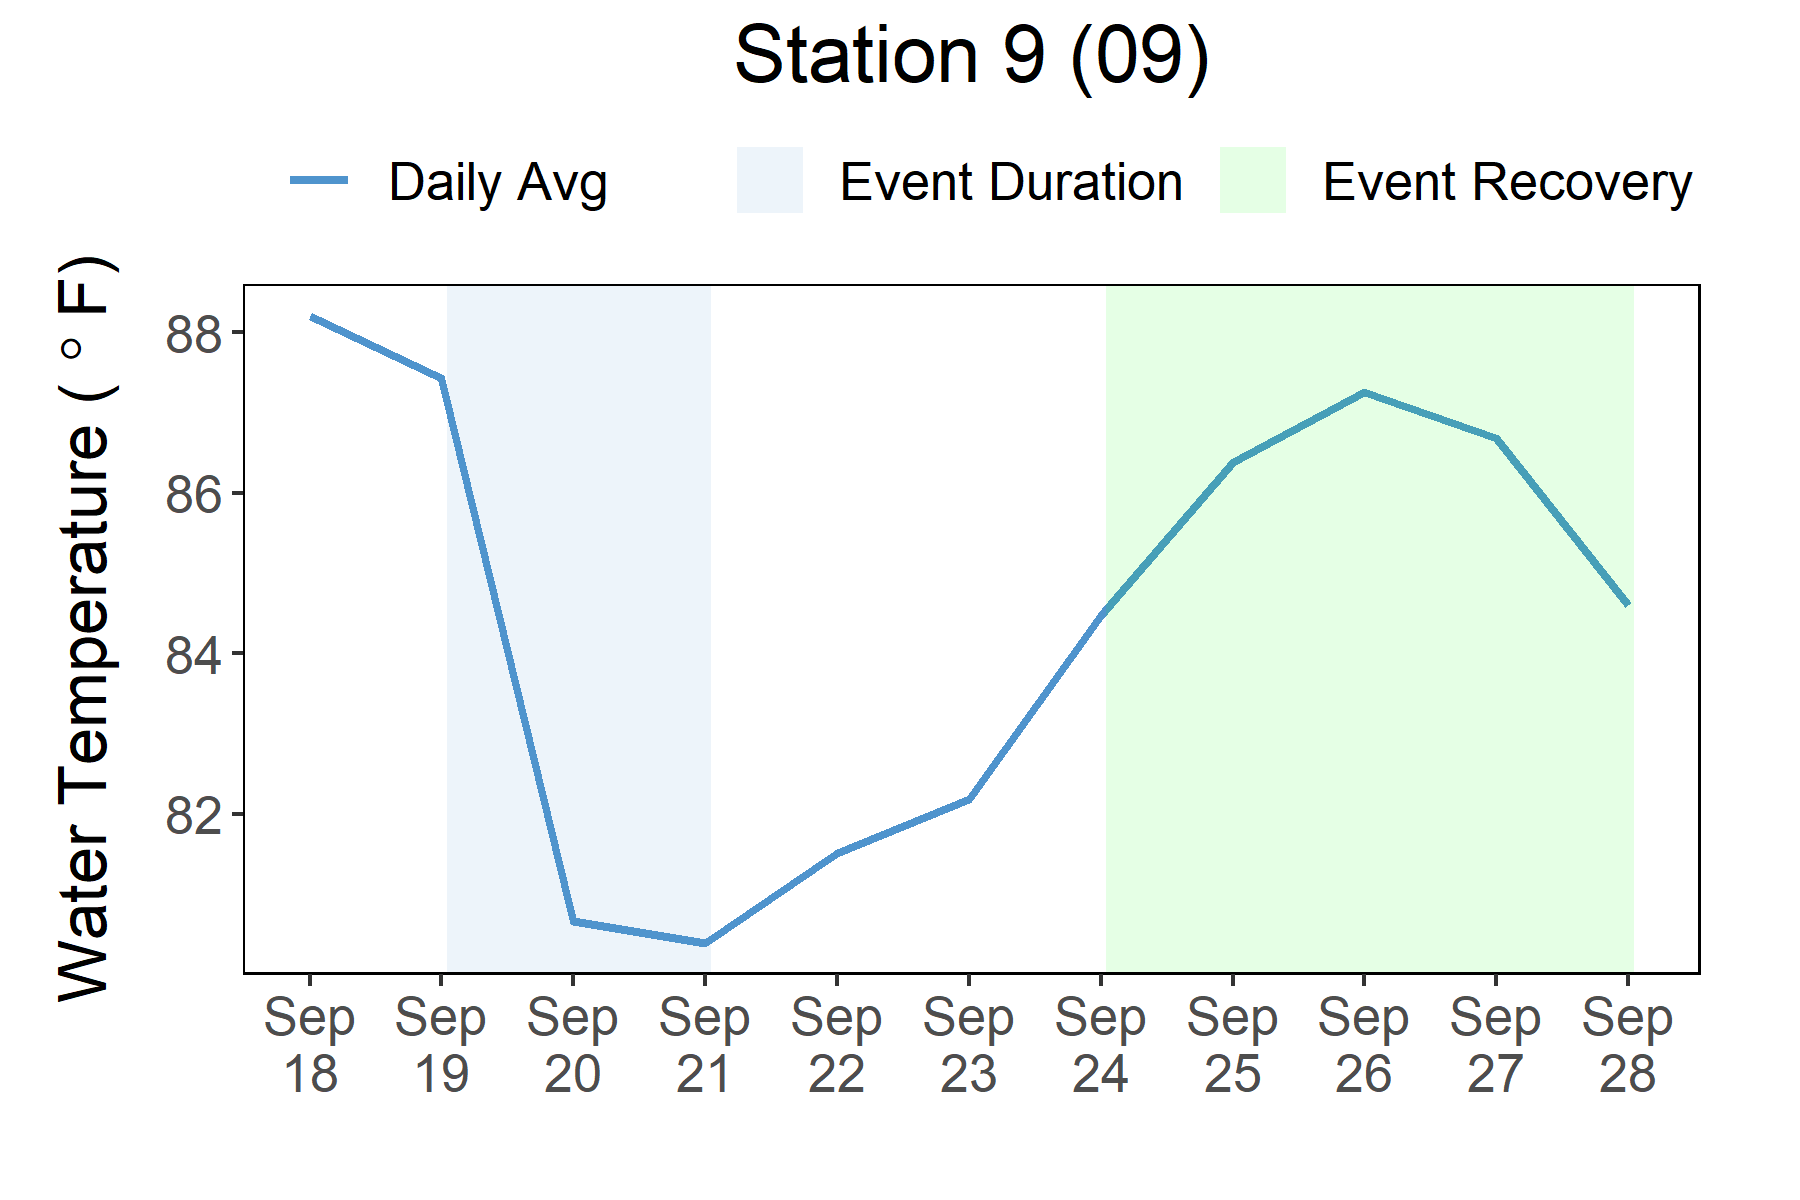 Station 9 (09)
Daily Avg Event Duration Event Recovery
Water Temperature ( ° F)
88
86
84
82
Sep Sep Sep Sep Sep Sep Sep Sep Sep Sep Sep
18 19 20 21 22 23 24 25 26 27 28